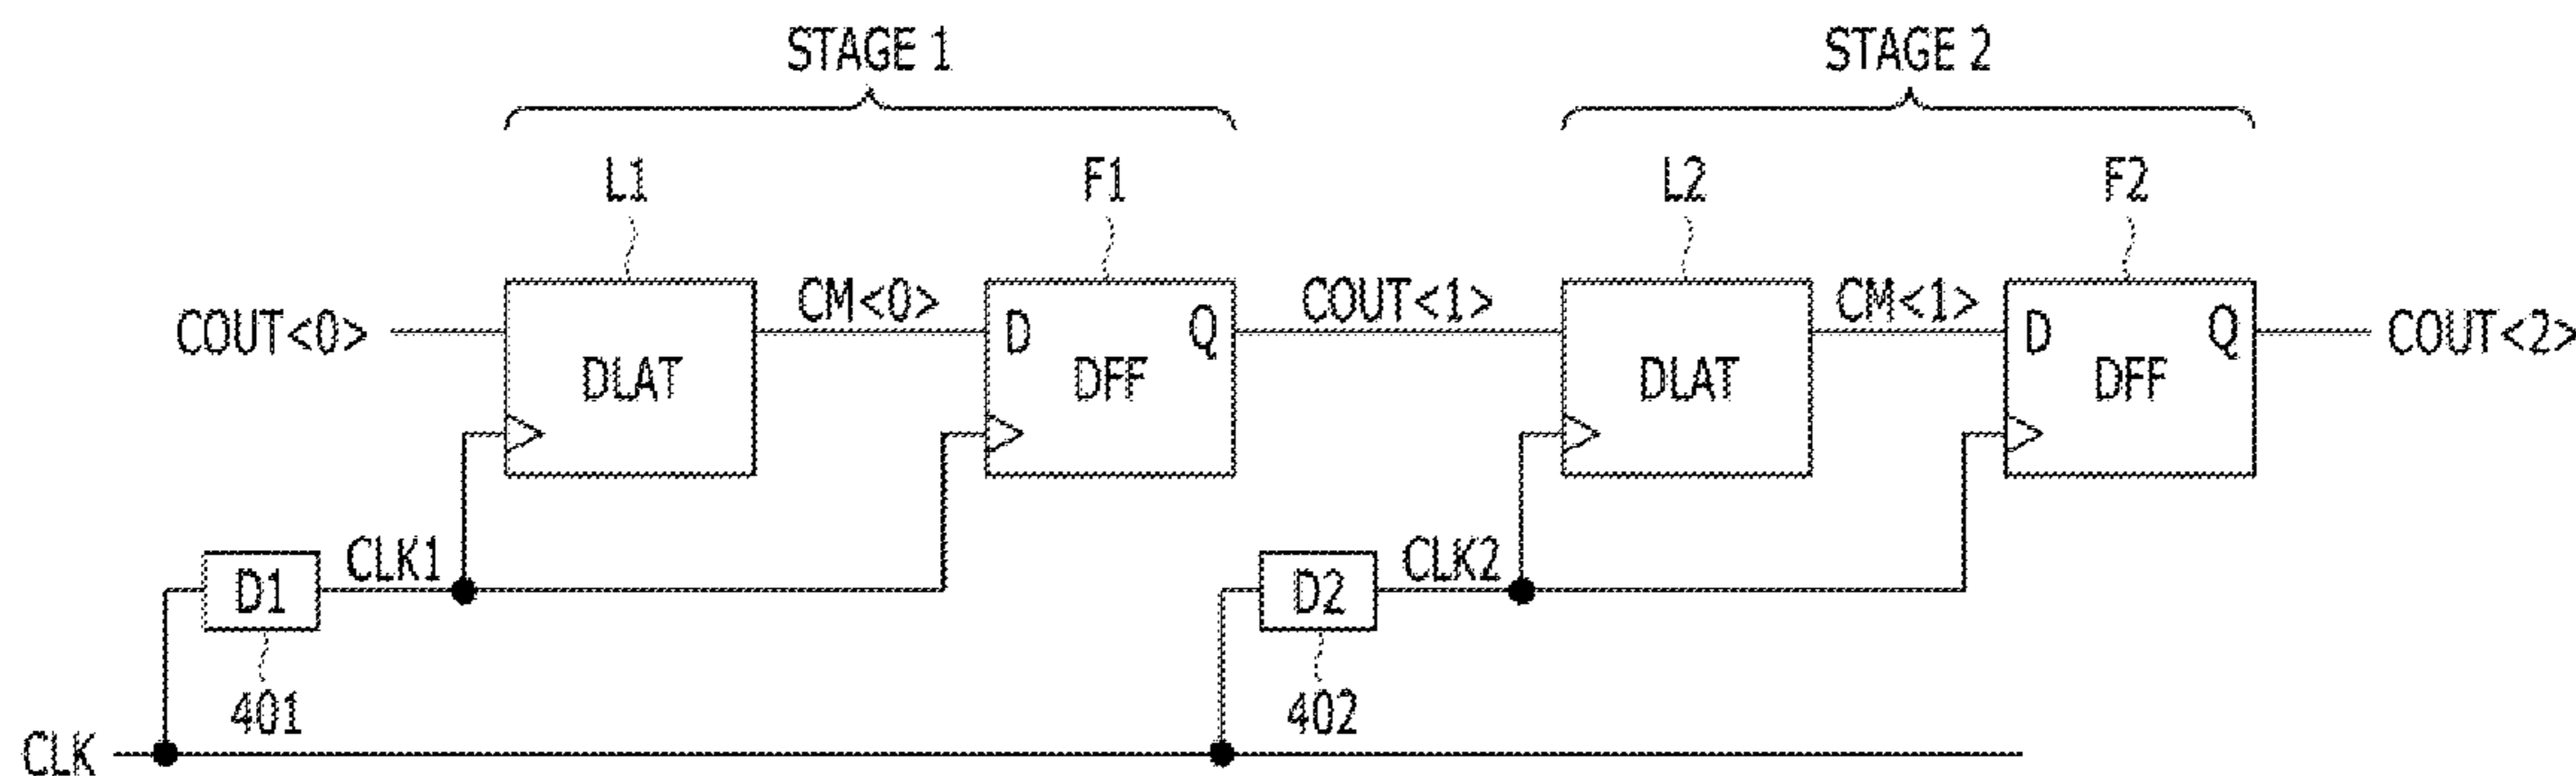 STAGE 1
STAGE 2
L1
F1
L2
F2
COUT<0>
DLAT
CM<0>
D
Q
DFF
COUT<1>
DLAT
CM<1>
D
Q
DFF
COUT<2>
D1
CLK1
D2
CLK2
401
402
CLK